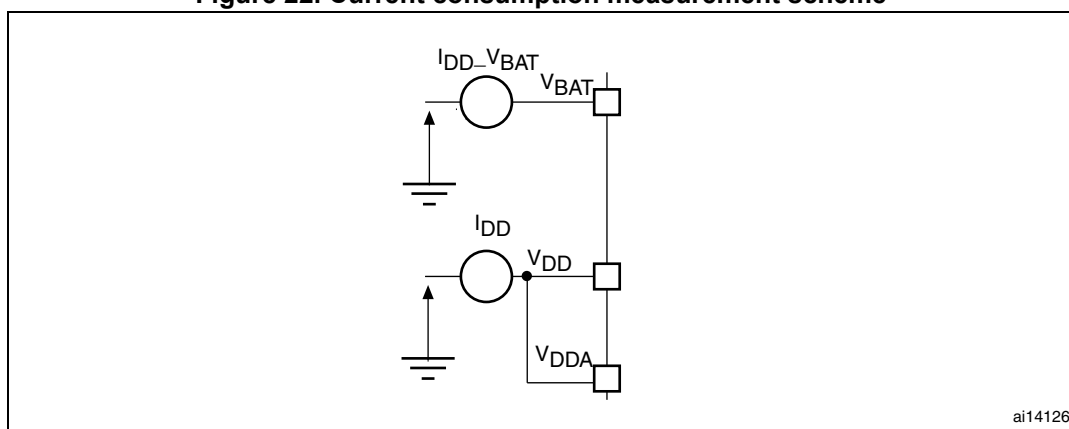 Figure 22. Current consumption measurement scheme
IDD_VBAT
VBAT
IDD
VDD
VDDA
ai14126